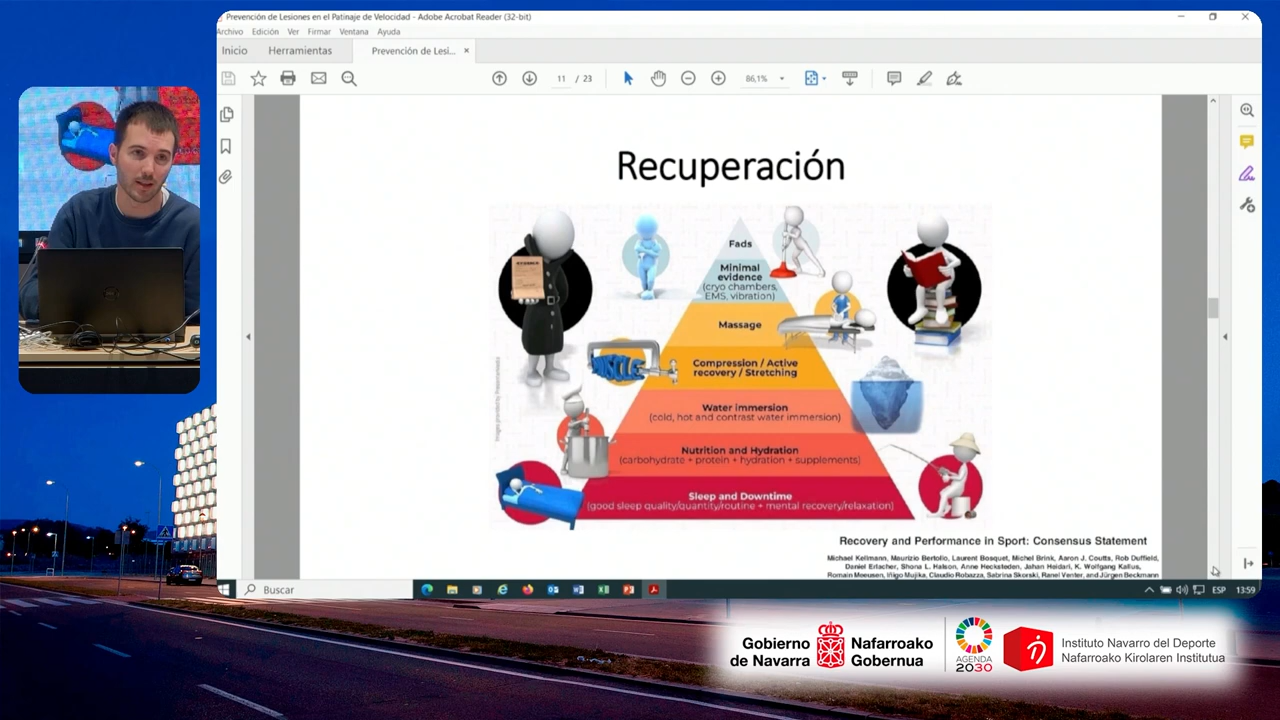 Prevención de Lesiones en el Patinaje de Velocidad - Adobe Acrobat Reader (32-bit)
Archivo Edición Ver Firmar Ventana Ayuda
Inicio Herramientas Prevención de Lesi... ×
11 / 23 86,1%
Recuperación
Fads
Minimal
evidence
(cryo chambers,
EMS, vibration)
Massage
MUSCLE
Compression / Active
recovery / Stretching
Water immersion
(cold, hot and contrast water immersion)
Nutrition and Hydration
(carbohydrate + protein + hydration + supplements)
Sleep and Downtime
(good sleep quality/quantity/routine + mental recovery/relaxation)
Recovery and Performance in Sport: Consensus Statement
Michael Kellmann, Maurizio Bertollo, Laurent Bosquet, Michel Brink, Aaron J. Coutts, Rob Duffield,
Daniel Erlacher, Shona L. Halson, Anne Hecksteden, Jahan Heidari, K. Wolfgang Kallus,
Romain Meeusen, Iñigo Mujika, Claudio Robazza, Sabrina Skorski, Ranel Venter, and Jürgen Beckmann
Buscar
ESP 13:59
Gobierno
de Navarra
Nafarroako
Gobernua
AGENDA
2030
Instituto Navarro del Deporte
Nafarroako Kirolaren Institutua